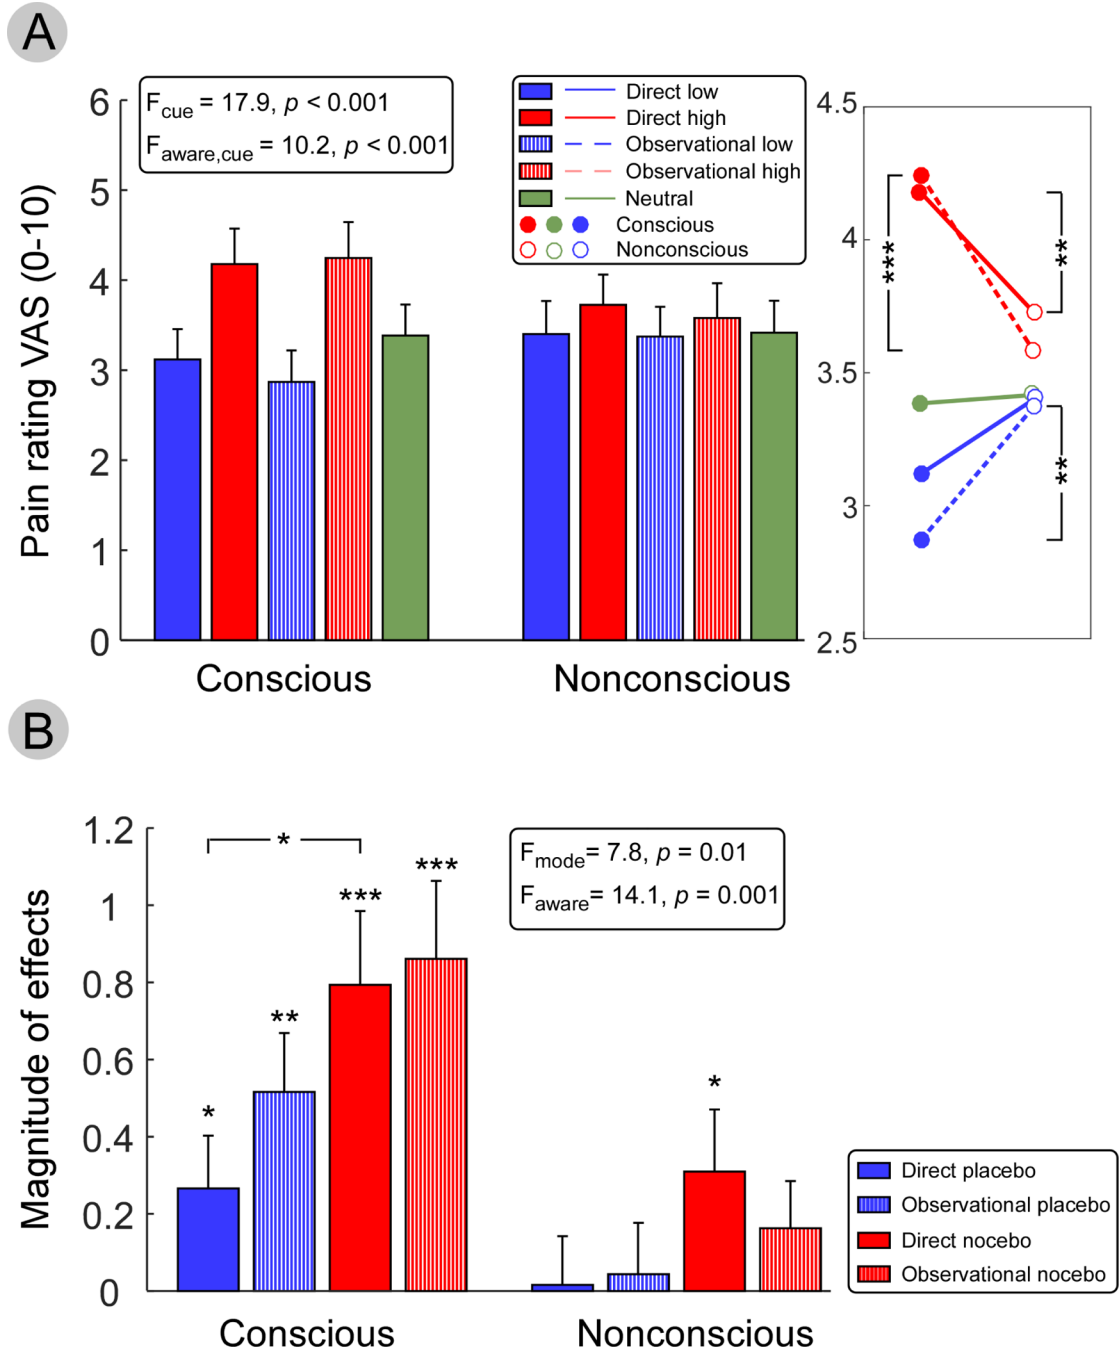 A
F_cue = 17.9, p < 0.001
F_aware,cue = 10.2, p < 0.001
Direct low
Direct high
Observational low
Observational high
Neutral
Conscious
Nonconscious
Pain rating VAS (0-10)
6
5
4
3
2
1
0
Conscious
Nonconscious
4.5
4
3.5
3
2.5
***
**
**
B
Magnitude of effects
1.2
1
0.8
0.6
0.4
0.2
0
*
*
**
***
***
*
F_mode= 7.8, p = 0.01
F_aware= 14.1, p = 0.001
Direct placebo
Observational placebo
Direct nocebo
Observational nocebo
Conscious
Nonconscious